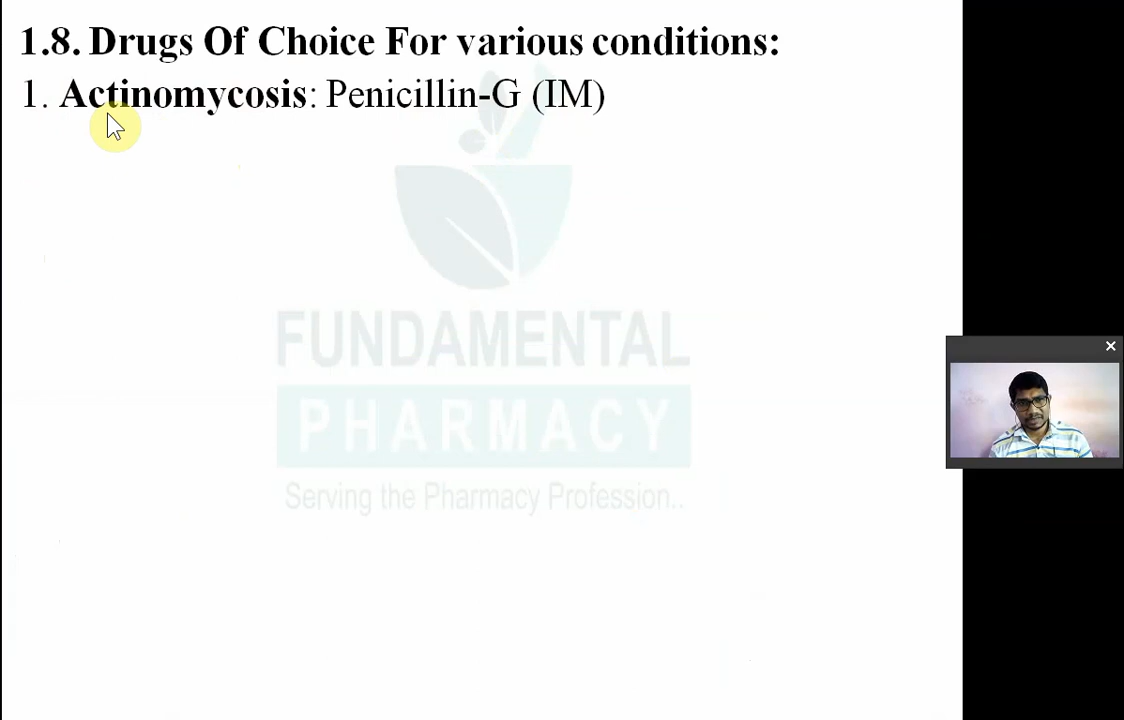 1.8. Drugs Of Choice For various conditions:
1. Actinomycosis: Penicillin-G (IM)
FUNDAMENTAL
PHARMACY
Serving the Pharmacy Profession..